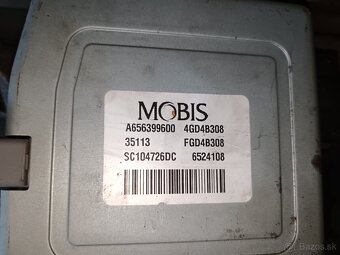 MOBIS
A656399600 4GD4B308
35113 FGD4B308
SC104726DC 6524108
Bazos.sk